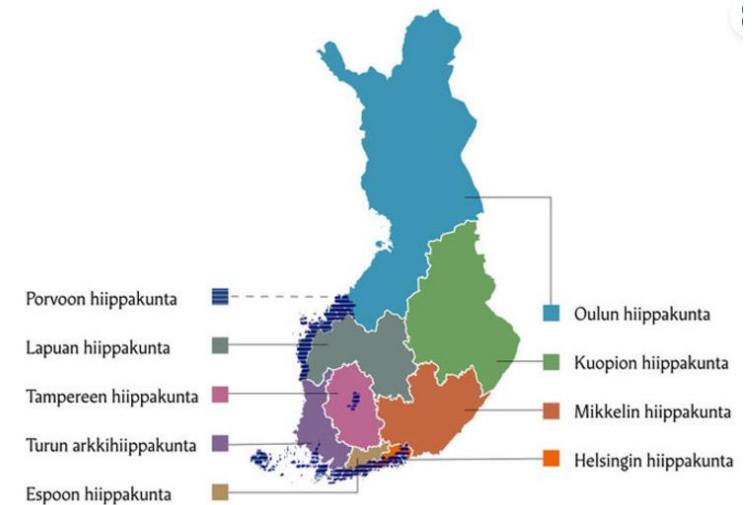 Porvoon hiippakunta
Lapuan hiippakunta
Tampereen hiippakunta
Turun arkkihiippakunta
Espoon hiippakunta
Oulun hiippakunta
Kuopion hiippakunta
Mikkelin hiippakunta
Helsingin hiippakunta